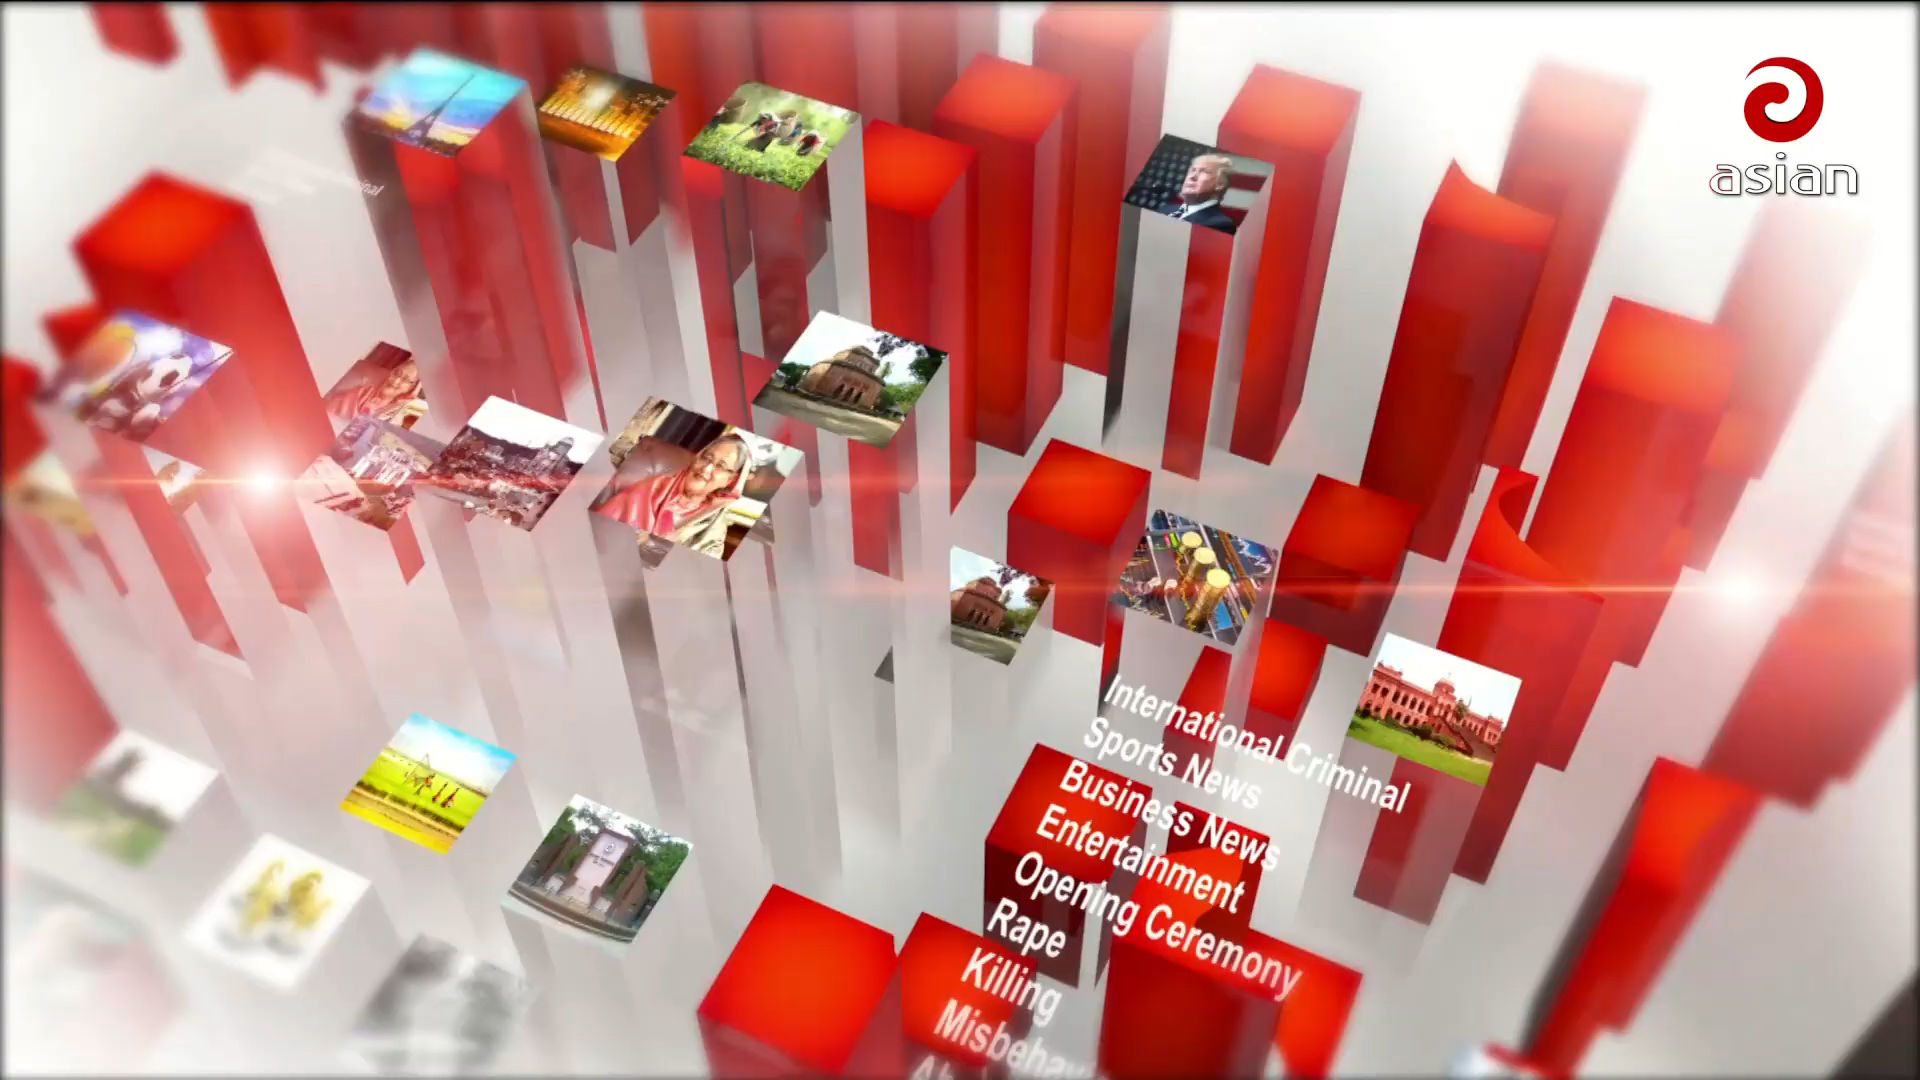 asian
International Criminal
Sports News
Business News
Entertainment
Opening Ceremony
Rape
Killing